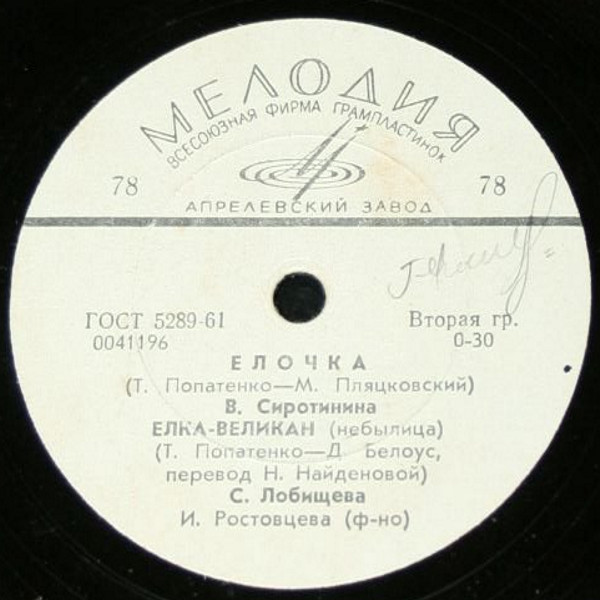 МЕЛОДИЯ
ВСЕСОЮЗНАЯ ФИРМА ГРАМПЛАСТИНОК
78 78
АПРЕЛЕВСКИЙ ЗАВОД
ГОСТ 5289-61 Вторая гр.
0041196 0-30
ЕЛОЧКА
(Т. Попатенко—М. Пляцковский)
В. Сиротинина
ЕЛКА-ВЕЛИКАН (небылица)
(Т. Попатенко—Д. Белоус,
перевод Н. Найденовой)
С. Лобищева
И. Ростовцева (ф-но)